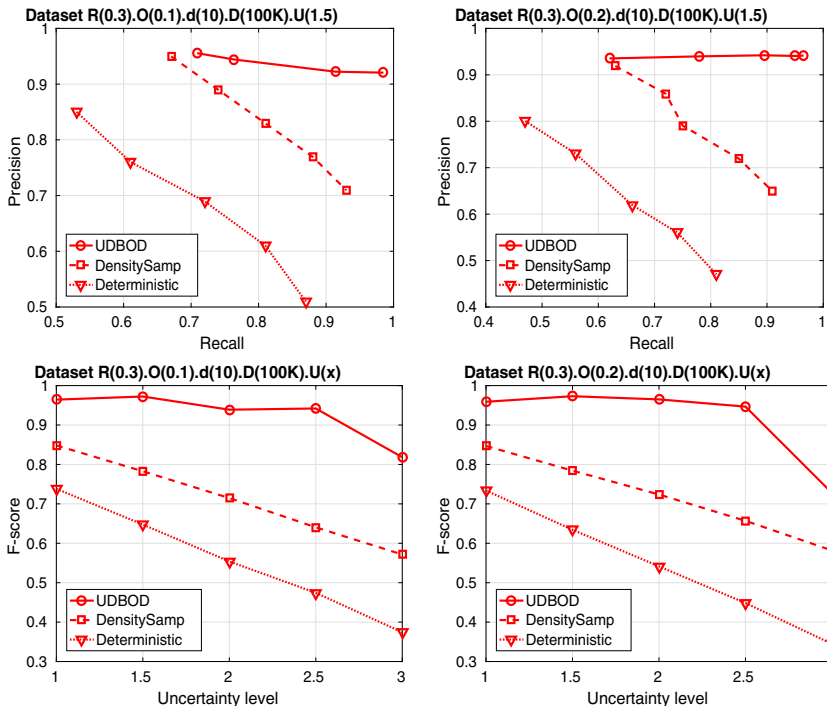 Dataset R(0.3).O(0.1).d(10).D(100K).U(1.5)
1
0.9
0.8
0.7
0.6
0.5
Precision
UDBOD
DensitySamp
Deterministic
0.5 0.6 0.7 0.8 0.9 1
Recall
Dataset R(0.3).O(0.2).d(10).D(100K).U(1.5)
1
0.9
0.8
0.7
0.6
0.5
0.4
Precision
UDBOD
DensitySamp
Deterministic
0.4 0.5 0.6 0.7 0.8 0.9 1
Recall
Dataset R(0.3).O(0.1).d(10).D(100K).U(x)
1
0.9
0.8
0.7
0.6
0.5
0.4
0.3
F-score
UDBOD
DensitySamp
Deterministic
1 1.5 2 2.5 3
Uncertainty level
Dataset R(0.3).O(0.2).d(10).D(100K).U(x)
1
0.9
0.8
0.7
0.6
0.5
0.4
0.3
F-score
UDBOD
DensitySamp
Deterministic
1 1.5 2 2.5
Uncertainty level